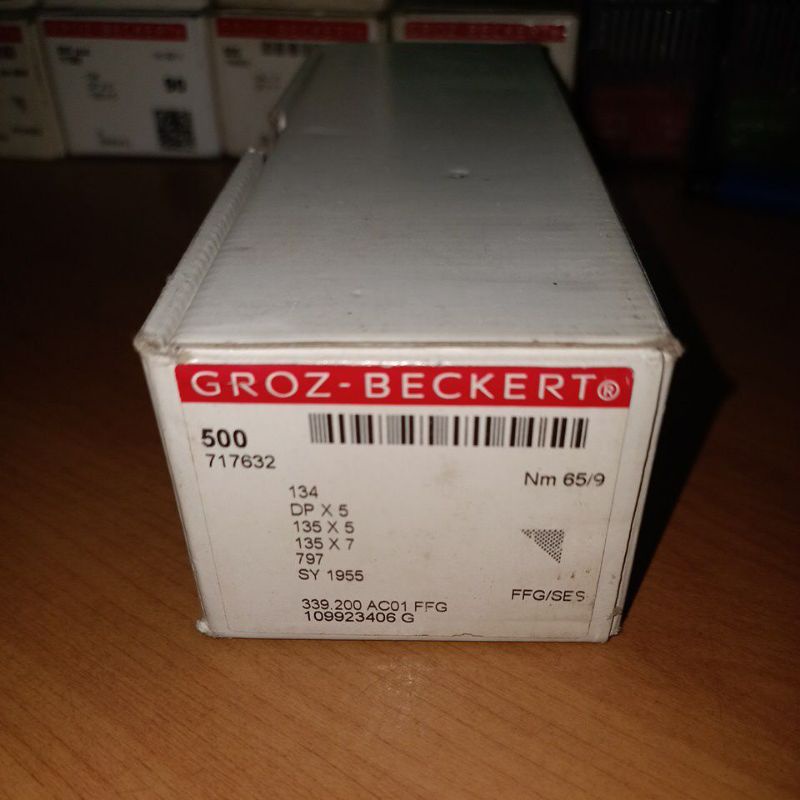 GROZ-BECKERT®
500
717632
Nm 65/9
134
DP X 5
135 X 5
135 X 7
797
SY 1955
FFG/SES
339.200 AC01 FFG
109923406 G